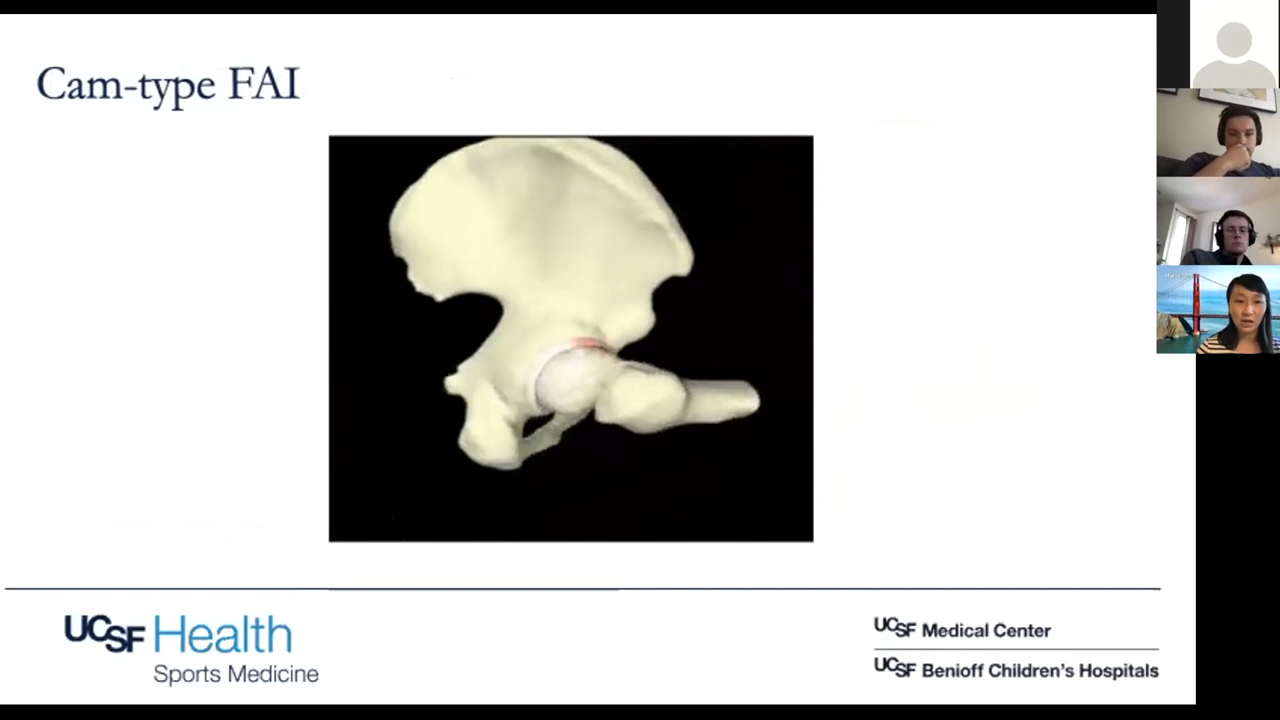 Cam-type FAI
UCSF Health
Sports Medicine
UCSF Medical Center
UCSF Benioff Children's Hospitals